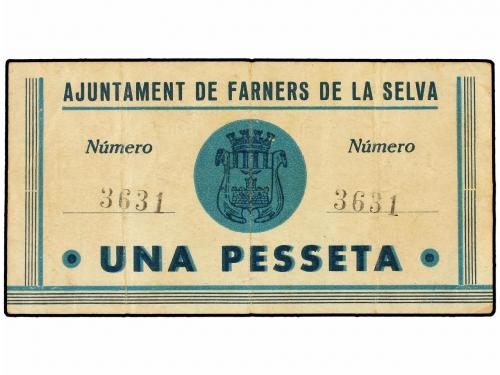 AJUNTAMENT DE FARNERS DE LA SELVA
Número Número
3631 3631
UNA PESSETA